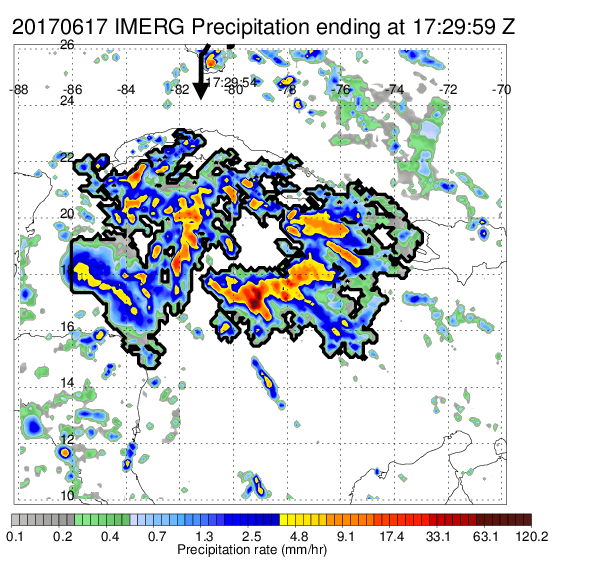 20170617 IMERG Precipitation ending at 17:29:59 Z
26
-88 -86 -84 -82 -80 -78 -76 -74 -72 -70
17:29:54
24
22
20
18
16
14
12
10
0.1 0.2 0.4 0.7 1.3 2.5 4.8 9.1 17.4 33.1 63.1 120.2
Precipitation rate (mm/hr)